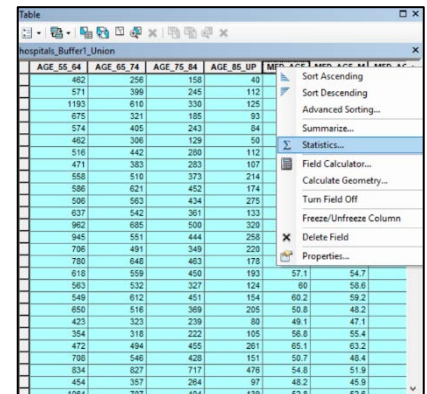 Table
hospitals_Buffer1_Union
AGE_55_64 AGE_65_74 AGE_75_84 AGE_85_UP MED_AGE MED_AGE_M
462 256 158 40 Sort Ascending
571 399 245 112 Sort Descending
1193 610 330 125 Advanced Sorting...
675 321 185 93
574 405 243 84 Summarize...
462 306 129 50 Σ Statistics...
516 442 280 112
471 383 283 107 Field Calculator...
558 510 373 214 Calculate Geometry...
586 621 452 174
506 563 434 275 Turn Field Off
637 542 361 133 Freeze/Unfreeze Column
962 685 500 320
945 551 444 258 Delete Field
706 491 349 220 Properties...
780 648 463 178
618 559 450 193 57.1 54.7
563 532 327 124 60 58.6
549 612 451 154 60.2 59.2
650 516 369 205 50.8 48.2
423 323 239 80 49.1 47.1
354 318 222 105 56.8 55.4
472 494 455 261 65.1 63.2
708 546 428 151 50.7 48.4
834 827 717 476 54.8 51.9
454 357 264 97 48.2 45.9